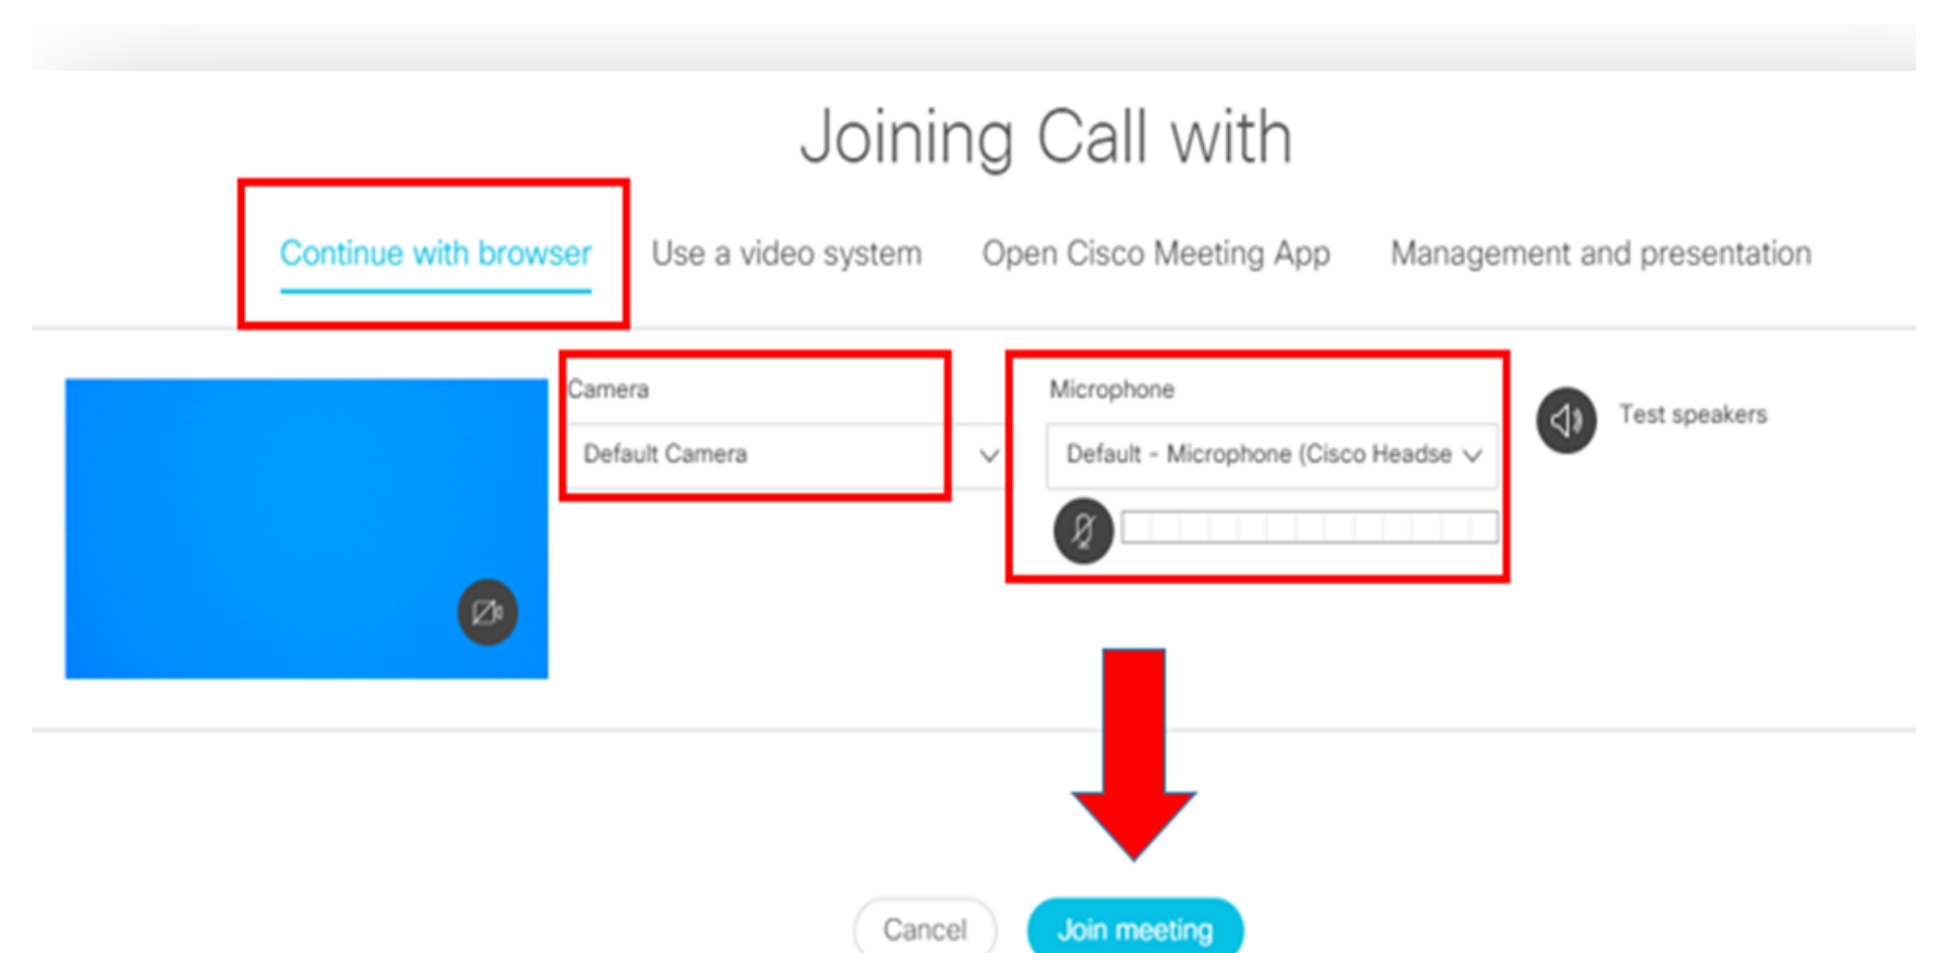 Joining Call with
Continue with browser Use a video system Open Cisco Meeting App Management and presentation
Camera Microphone
Test speakers
Default Camera Default - Microphone (Cisco Headse
Cancel Join meeting